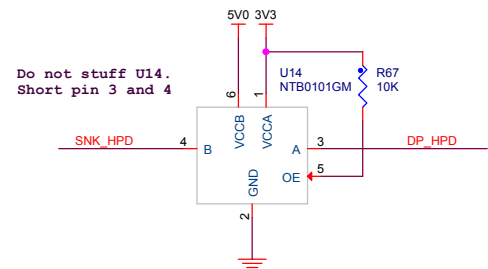 5V0 3V3
Do not stuff U14.
Short pin 3 and 4
U14
NTB0101GM
R67
10K
6
1
VCCB
VCCA
SNK_HPD
4
B
A
3
DP_HPD
OE
5
GND
2